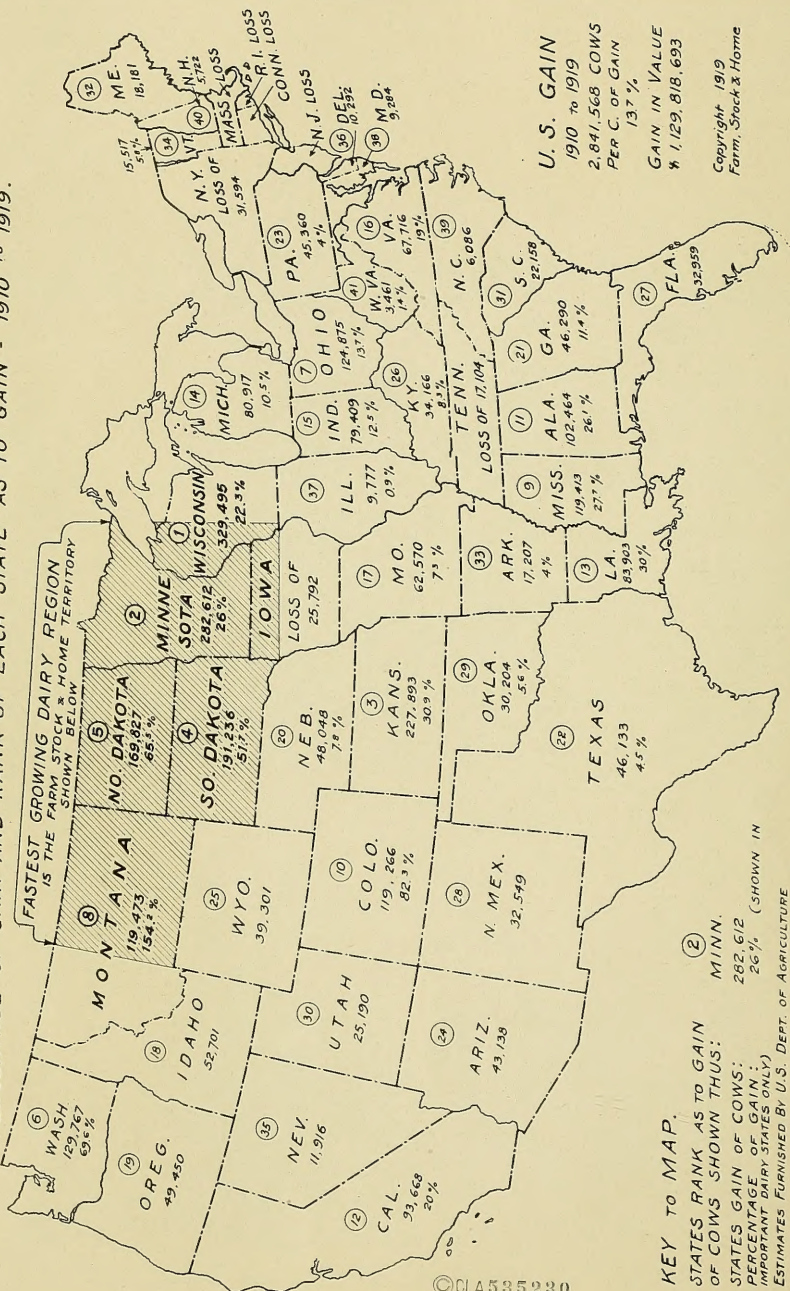 GAIN AND RANK OF EACH STATE AS TO GAIN - 1910 TO 1919.
FASTEST GROWING DAIRY REGION
IS THE FARM STOCK & HOME TERRITORY
SHOWN BELOW
6
WASH.
129,767
69.6%
19
OREG.
49,450
12
CAL.
93,668
20%
35
NEV.
11,916
18
IDAHO
52,701
8
MONTANA
119,473
154.2%
25
WYO.
39,301
30
UTAH
25,190
24
ARIZ.
43,138
10
COLO.
119,266
82.3%
28
N. MEX.
32,549
5
NO. DAKOTA
169,827
65.3%
4
SO. DAKOTA
191,236
51.7%
20
NEB.
48,048
7.8%
3
KANS.
227,893
30.9%
29
OKLA.
30,204
5.6%
22
TEXAS
46,133
4.5%
2
MINNE
SOTA
282,612
26%
IOWA
LOSS OF
25,792
17
MO.
62,570
7.3%
33
ARK.
17,207
4%
13
LA.
83,903
30%
1
WISCONSIN
329,495
22.3%
37
ILL.
9,777
0.9%
14
MICH.
80,917
10.5%
15
IND.
79,409
12.5%
7
OHIO
124,875
13.7%
26
KY.
34,166
8.3%
TENN.
LOSS OF 17,104
9
MISS.
119,413
27.7%
11
ALA.
102,464
26.1%
21
GA.
46,290
11.4%
27
FLA.
32,959
31
S. C.
22,158
39
N.C.
6,086
16
VA.
67,716
19%
41
W. VA.
3,461
1.4%
23
PA.
45,360
4%
N.Y.
LOSS OF
31,594
15,517
34
VT.
40
N.H.
5,722
32
ME.
18,181
MASS. LOSS
R.I. LOSS
CONN. LOSS
N.J. LOSS
36
DEL.
10,292
38
MD.
9,284
U.S. GAIN
1910 to 1919
2,841,568 COWS
PER C. OF GAIN
13.7%
GAIN IN VALUE
$ 1,129,818,693
Copyright 1919
Farm, Stock & Home
KEY TO MAP.
STATES RANK AS TO GAIN
OF COWS SHOWN THUS: 2
MINN.
STATES GAIN OF COWS: 282,612
PERCENTAGE OF GAIN: 26% (SHOWN IN
IMPORTANT DAIRY STATES ONLY)
ESTIMATES FURNISHED BY U.S. DEPT. OF AGRICULTURE
©CLA535230